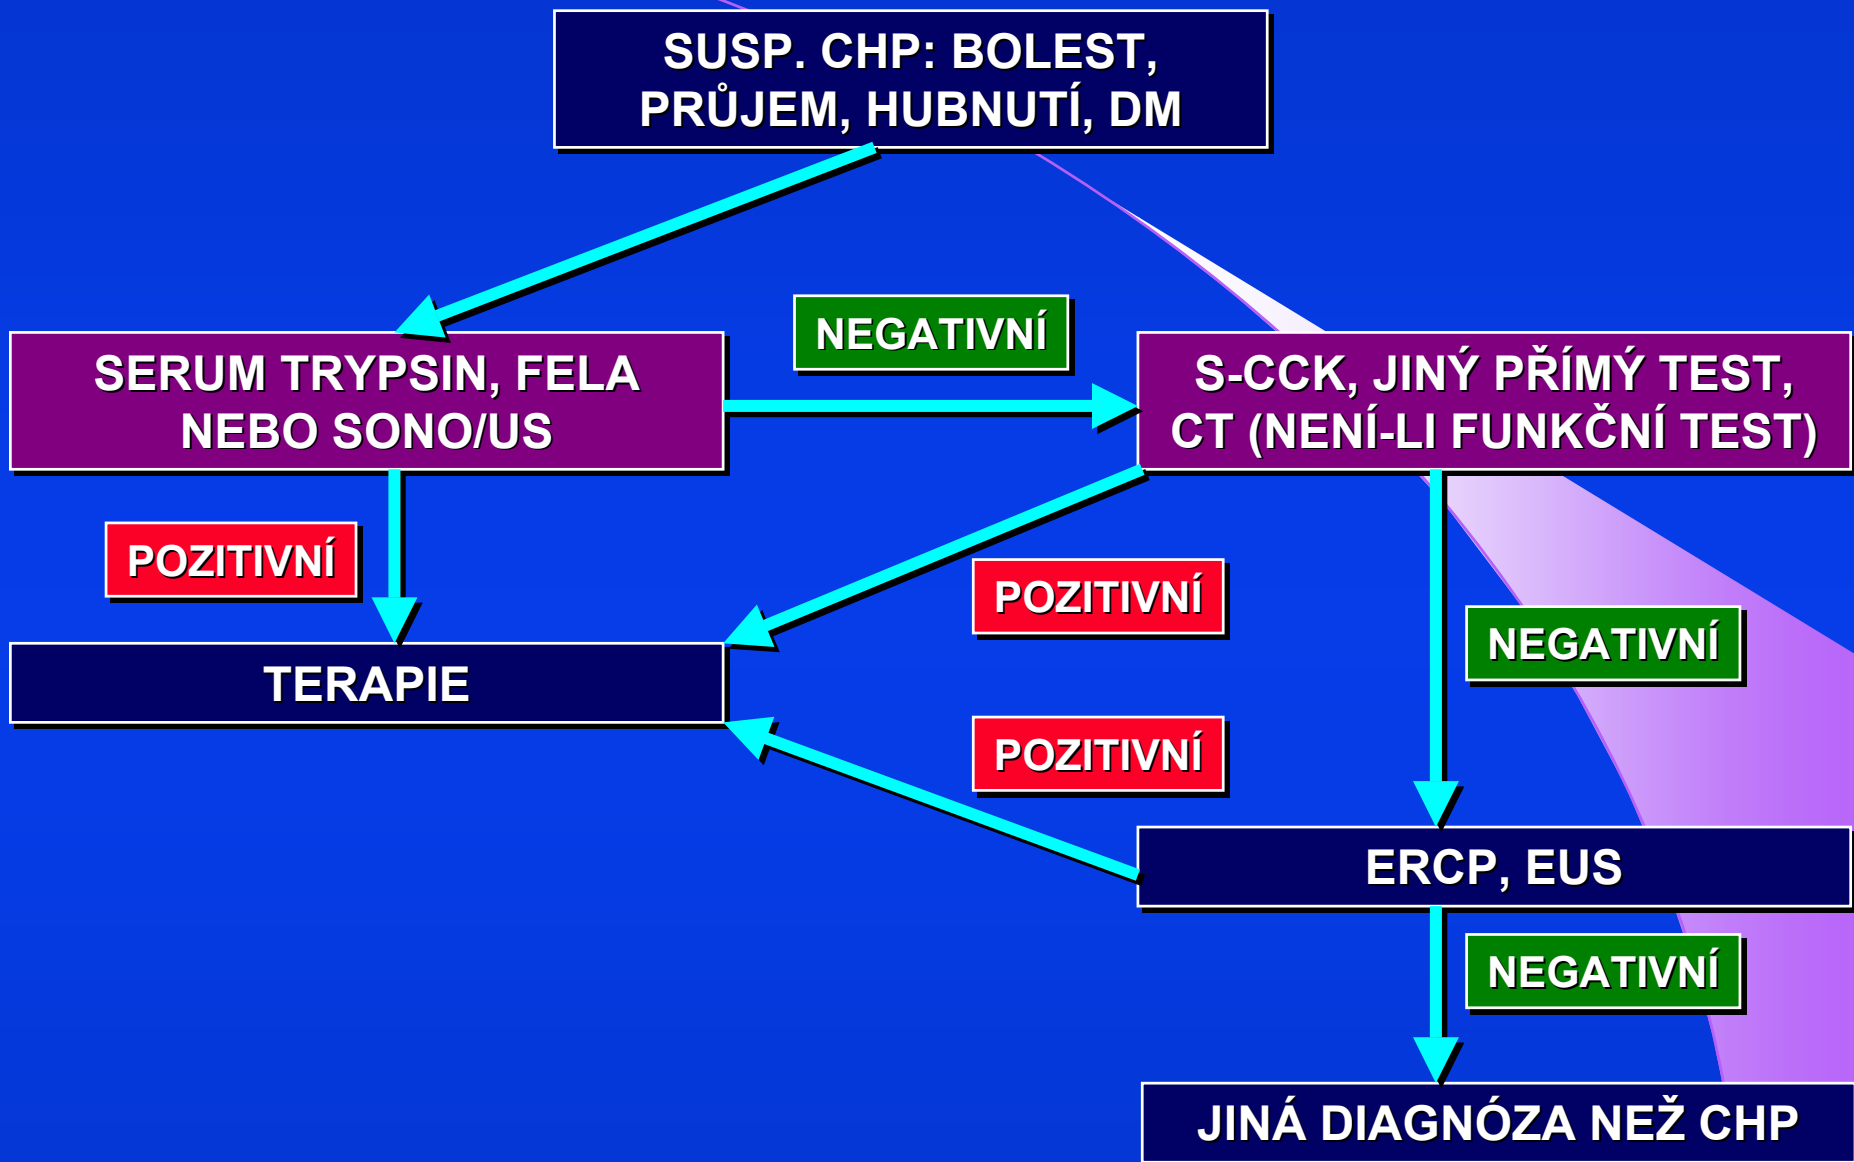 SUSP. CHP: BOLEST,
PRŮJEM, HUBNUTÍ, DM
NEGATIVNÍ
SERUM TRYPSIN, FELA
NEBO SONO/US
S-CCK, JINÝ PŘÍMÝ TEST,
CT (NENÍ-LI FUNKČNÍ TEST)
POZITIVNÍ
POZITIVNÍ
NEGATIVNÍ
TERAPIE
POZITIVNÍ
ERCP, EUS
NEGATIVNÍ
JINÁ DIAGNÓZA NEŽ CHP